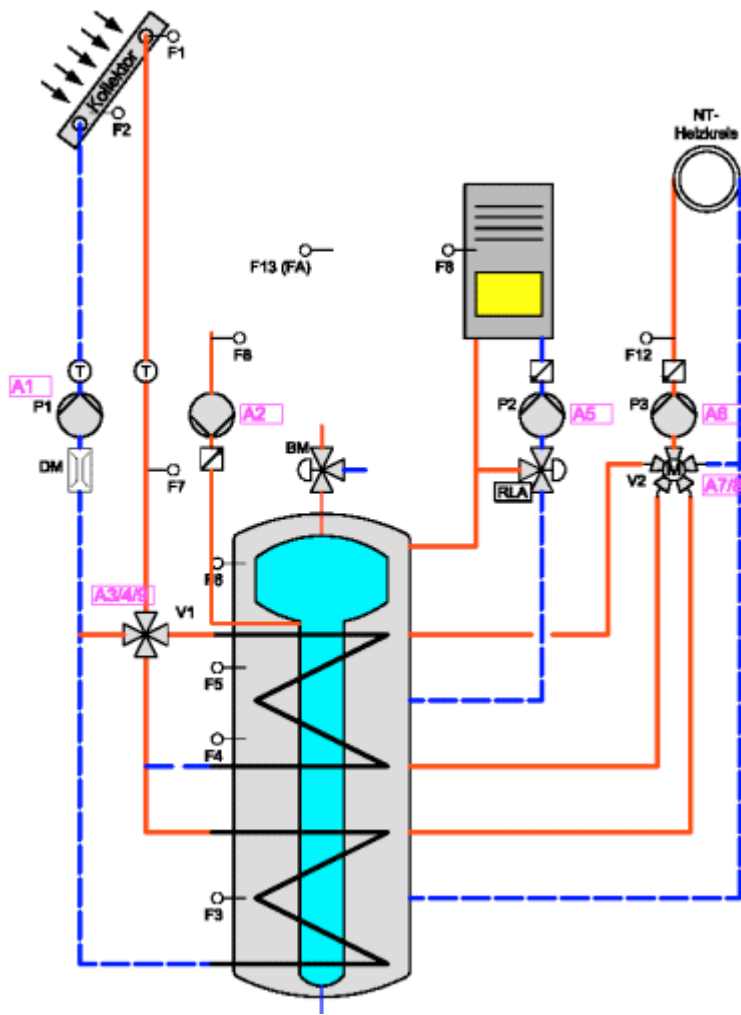 F1
Kollektor
F2
NT-
Heizkreis
F13 (FA)
F8
F8
F12
A1
P1
A2
P2
A5
P3
A6
DM
BM
F7
RLA
V2
A7/8
F6
A3/4/9
V1
F5
F4
F3
T
T
M